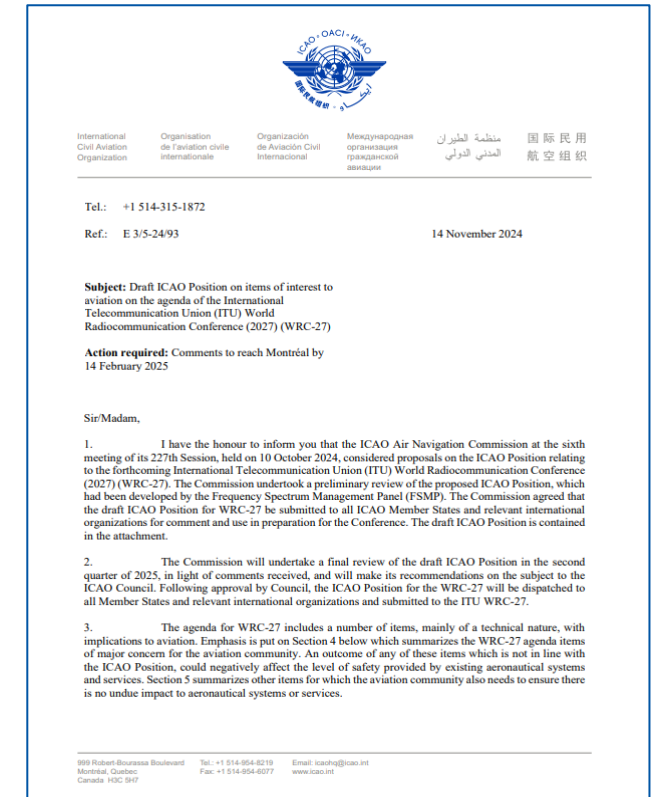 ICAO · OACI · ИКАО
国际民航组织 · ايكاو
International
Civil Aviation
Organization
Organisation
de l'aviation civile
internationale
Organización
de Aviación Civil
Internacional
Международная
организация
гражданской
авиации
منظمة الطيران
المدني الدولي
国际民用
航空组织
Tel.: +1 514-315-1872
Ref.: E 3/5-24/93 14 November 2024
Subject: Draft ICAO Position on items of interest to
aviation on the agenda of the International
Telecommunication Union (ITU) World
Radiocommunication Conference (2027) (WRC-27)
Action required: Comments to reach Montréal by
14 February 2025
Sir/Madam,
1. I have the honour to inform you that the ICAO Air Navigation Commission at the sixth
meeting of its 227th Session, held on 10 October 2024, considered proposals on the ICAO Position relating
to the forthcoming International Telecommunication Union (ITU) World Radiocommunication Conference
(2027) (WRC-27). The Commission undertook a preliminary review of the proposed ICAO Position, which
had been developed by the Frequency Spectrum Management Panel (FSMP). The Commission agreed that
the draft ICAO Position for WRC-27 be submitted to all ICAO Member States and relevant international
organizations for comment and use in preparation for the Conference. The draft ICAO Position is contained
in the attachment.
2. The Commission will undertake a final review of the draft ICAO Position in the second
quarter of 2025, in light of comments received, and will make its recommendations on the subject to the
ICAO Council. Following approval by Council, the ICAO Position for the WRC-27 will be dispatched to
all Member States and relevant international organizations and submitted to the ITU WRC-27.
3. The agenda for WRC-27 includes a number of items, mainly of a technical nature, with
implications to aviation. Emphasis is put on Section 4 below which summarizes the WRC-27 agenda items
of major concern for the aviation community. An outcome of any of these items which is not in line with
the ICAO Position, could negatively affect the level of safety provided by existing aeronautical systems
and services. Section 5 summarizes other items for which the aviation community also needs to ensure there
is no undue impact to aeronautical systems or services.
999 Robert-Bourassa Boulevard
Montréal, Quebec
Canada H3C 5H7
Tel.: +1 514-954-8219
Fax: +1 514-954-6077
Email: icaohq@icao.int
www.icao.int